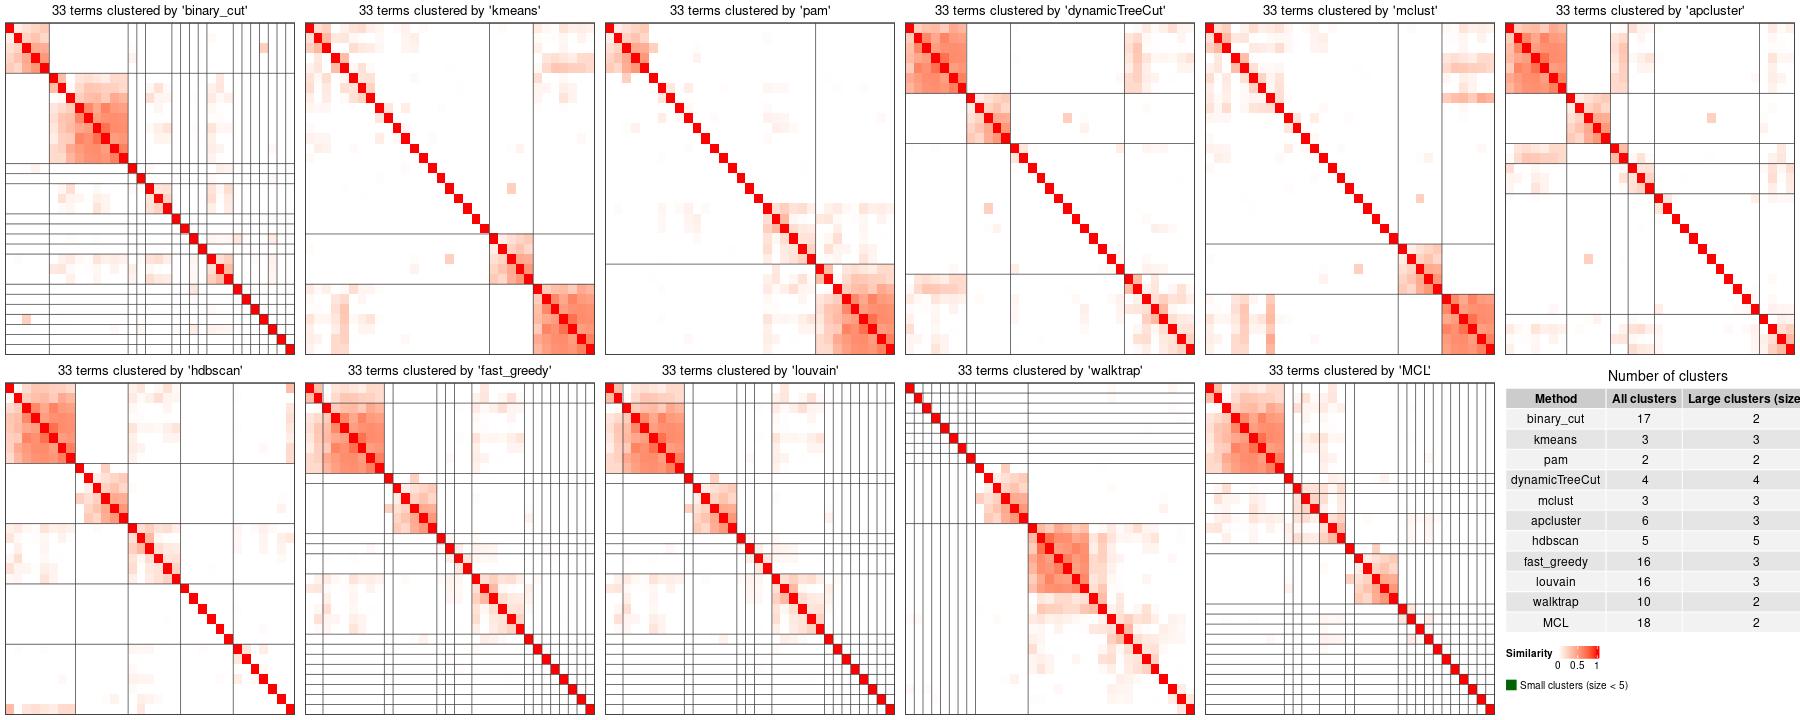 33 terms clustered by 'binary_cut'
33 terms clustered by 'kmeans'
33 terms clustered by 'pam'
33 terms clustered by 'dynamicTreeCut'
33 terms clustered by 'mclust'
33 terms clustered by 'apcluster'
33 terms clustered by 'hdbscan'
33 terms clustered by 'fast_greedy'
33 terms clustered by 'louvain'
33 terms clustered by 'walktrap'
33 terms clustered by 'MCL'
Number of clusters
Method All clusters Large clusters (size
binary_cut 17 2
kmeans 3 3
pam 2 2
dynamicTreeCut 4 4
mclust 3 3
apcluster 6 3
hdbscan 5 5
fast_greedy 16 3
louvain 16 3
walktrap 10 2
MCL 18 2
Similarity
0 0.5 1
Small clusters (size < 5)